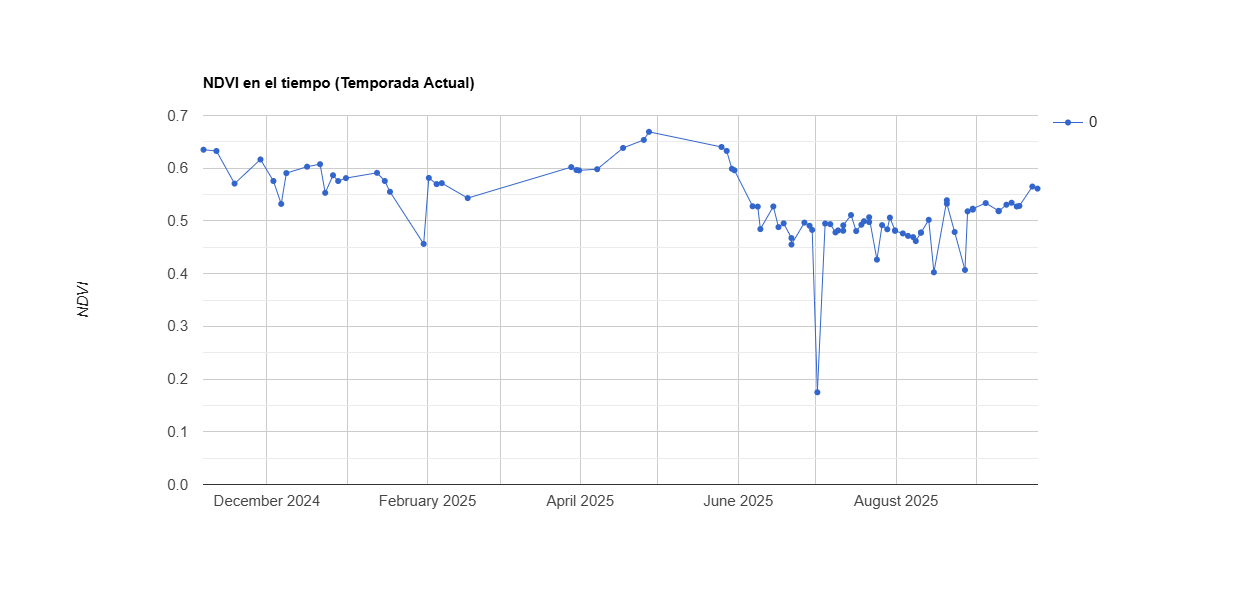 NDVI en el tiempo (Temporada Actual)
0.7
0.6
0.5
0.4
0.3
0.2
0.1
0.0
NDVI
December 2024
February 2025
April 2025
June 2025
August 2025
0